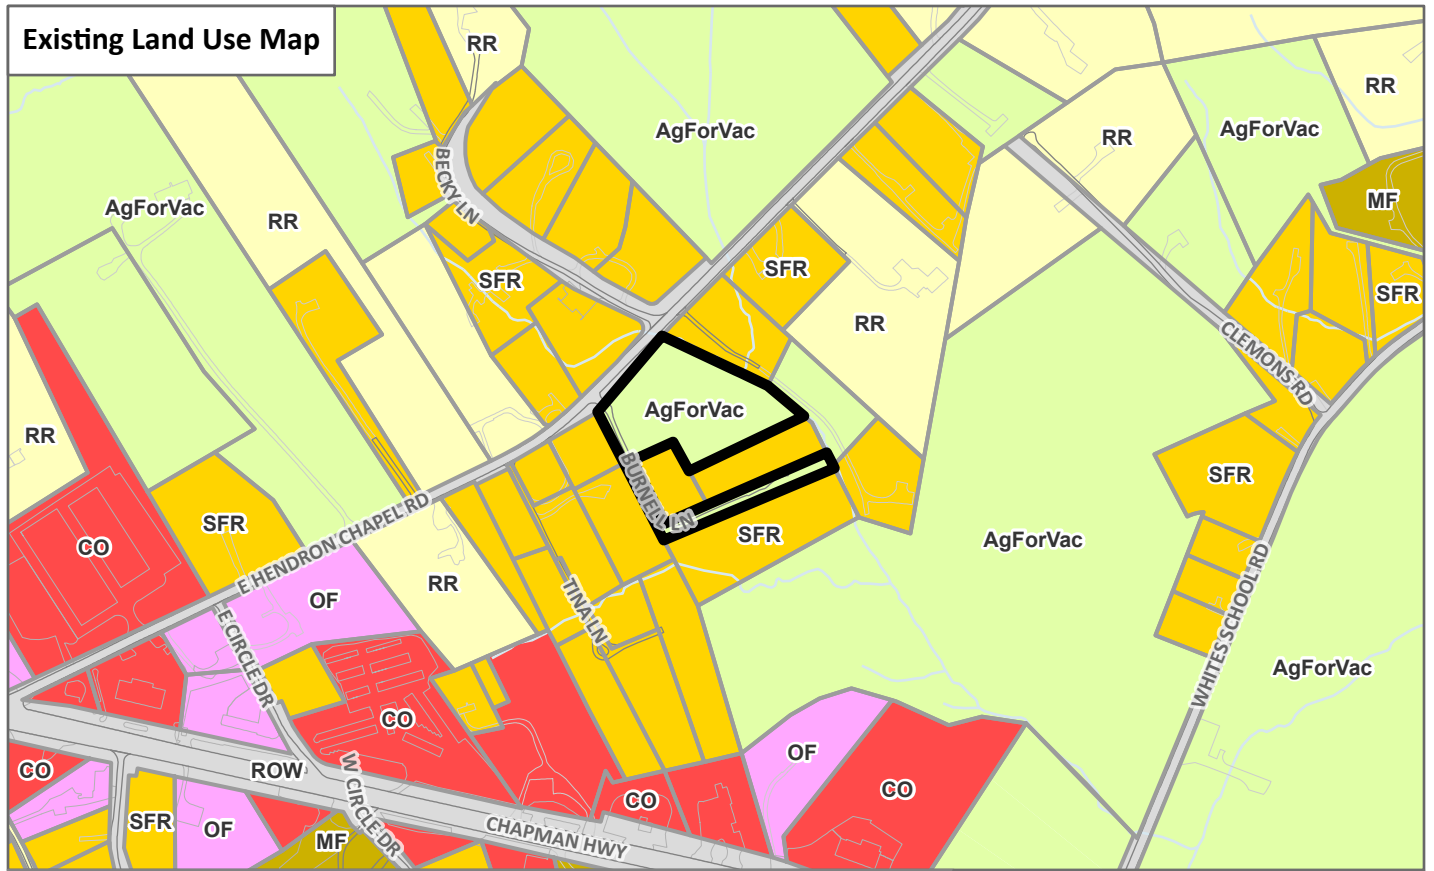 Existing Land Use Map
RR
RR
AgForVac
AgForVac
RR
BECKY LN
MF
AgForVac
RR
SFR
SFR
SFR
RR
CLEMONS RD
AgForVac
RR
SFR
BURNELL LN
E HENDRON CHAPEL RD
SFR
SFR
AgForVac
CO
RR
OF
TINA LN
WHITES SCHOOL RD
E CIRCLE DR
AgForVac
CO
OF
CO
ROW
W CIRCLE DR
CO
CO
SFR
OF
MF
CHAPMAN HWY